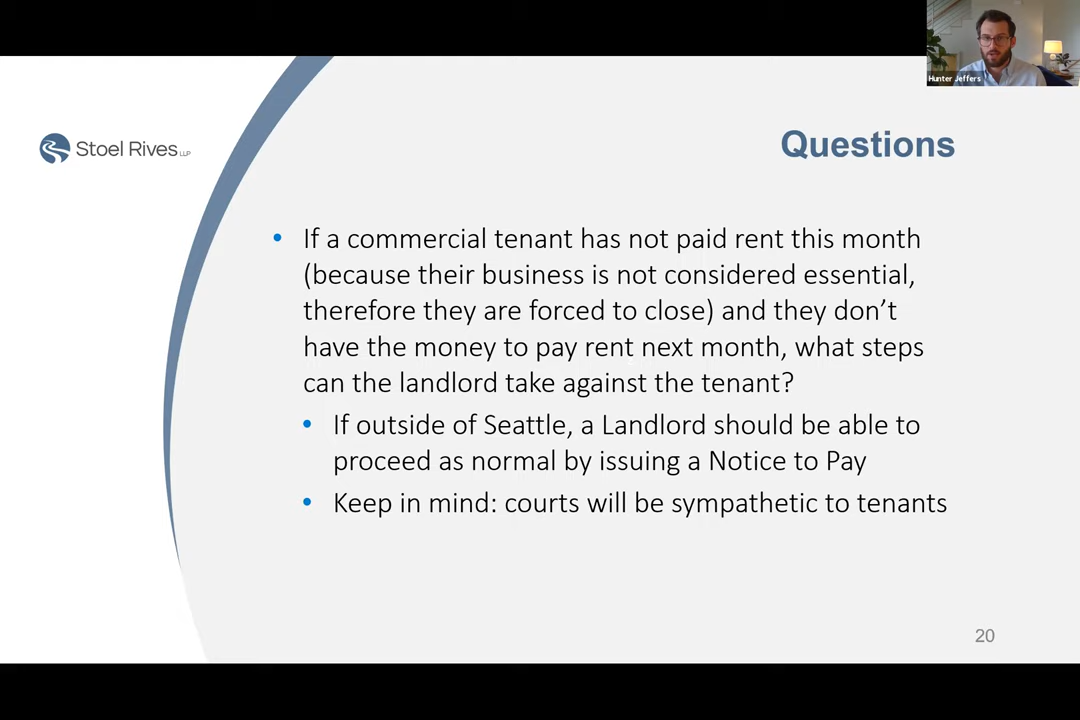 Hunter Jeffers
Stoel Rives LLP
Questions
• If a commercial tenant has not paid rent this month
(because their business is not considered essential,
therefore they are forced to close) and they don’t
have the money to pay rent next month, what steps
can the landlord take against the tenant?
• If outside of Seattle, a Landlord should be able to
proceed as normal by issuing a Notice to Pay
• Keep in mind: courts will be sympathetic to tenants
20